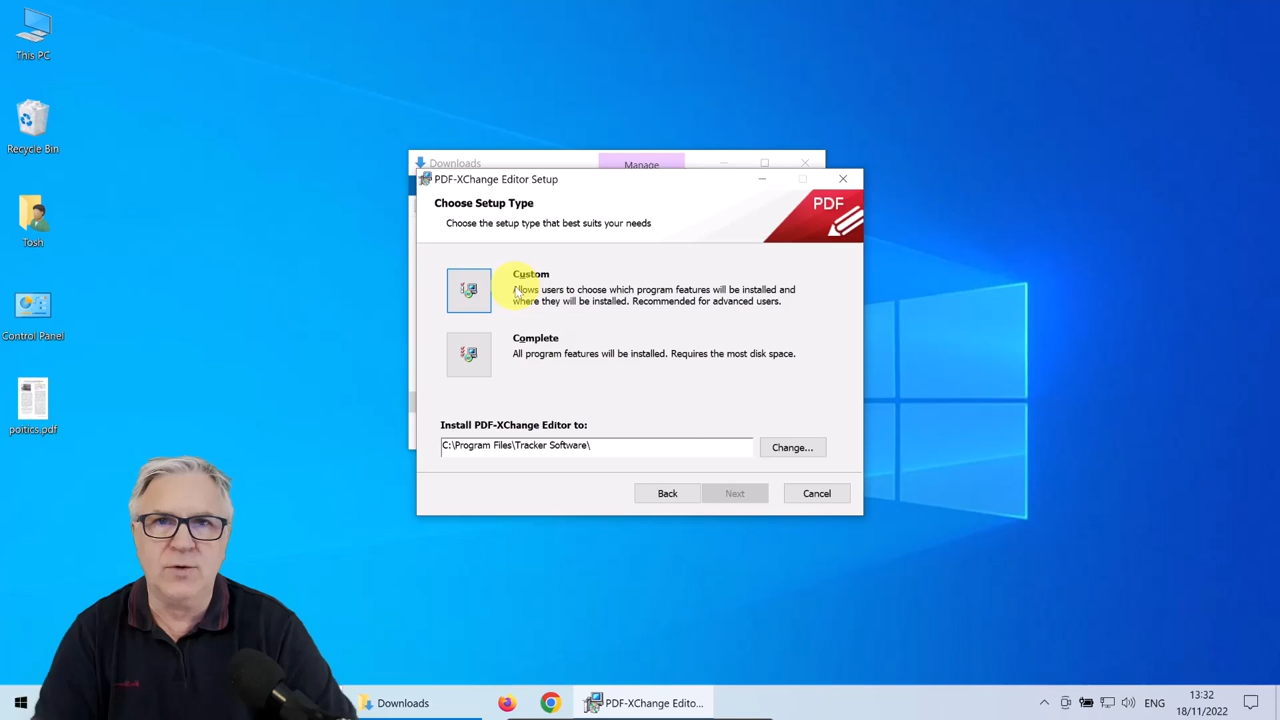 This PC
Recycle Bin
Tosh
Control Panel
poitics.pdf
Downloads
Manage
PDF-XChange Editor Setup
Choose Setup Type
Choose the setup type that best suits your needs
PDF
Custom
Allows users to choose which program features will be installed and
where they will be installed. Recommended for advanced users.
Complete
All program features will be installed. Requires the most disk space.
Install PDF-XChange Editor to:
C:\Program Files\Tracker Software\
Change...
Back
Next
Cancel
Downloads
PDF-XChange Edito...
ENG
13:32
18/11/2022